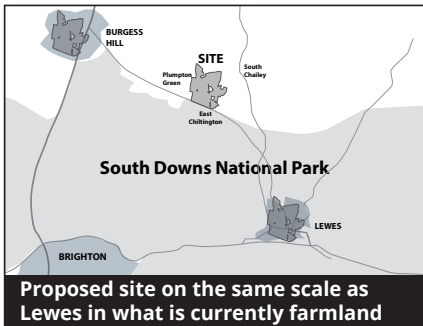 BURGESS
HILL
SITE
Plumpton
Green
South
Chailey
East
Chiltington
South Downs National Park
LEWES
BRIGHTON
Proposed site on the same scale as
Lewes in what is currently farmland